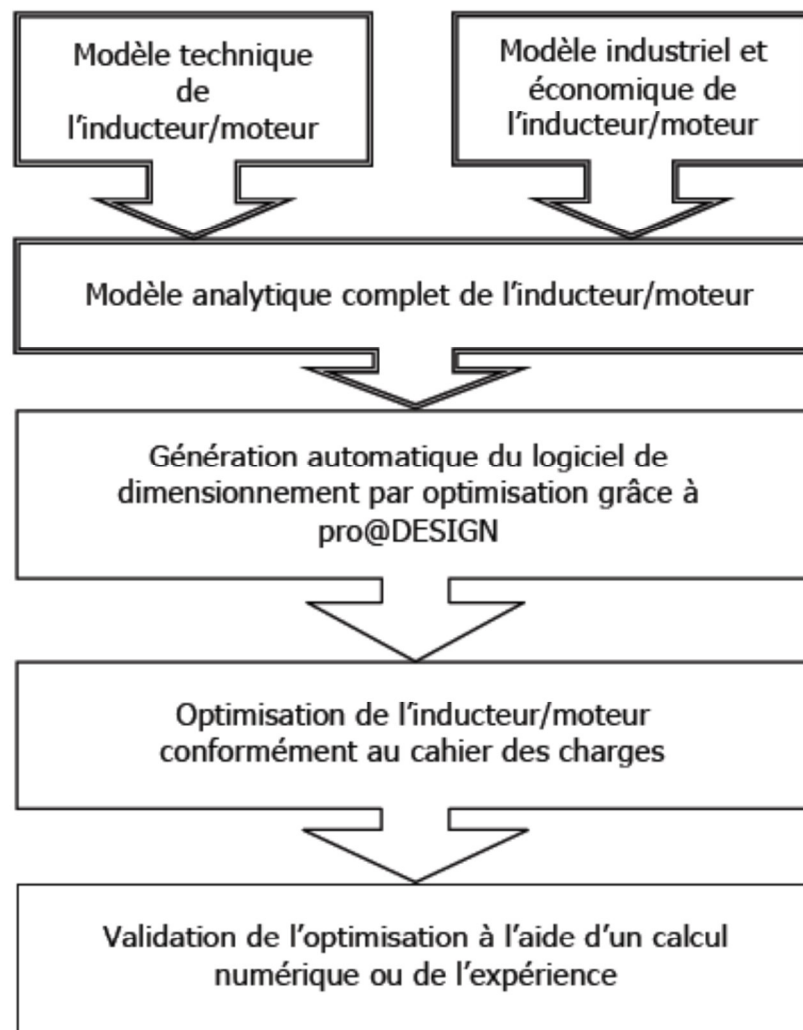 Modèle technique
de
l'inducteur/moteur
Modèle industriel et
économique de
l'inducteur/moteur
Modèle analytique complet de l'inducteur/moteur
Génération automatique du logiciel de
dimensionnement par optimisation grâce à
pro@DESIGN
Optimisation de l'inducteur/moteur
conformément au cahier des charges
Validation de l'optimisation à l'aide d'un calcul
numérique ou de l'expérience